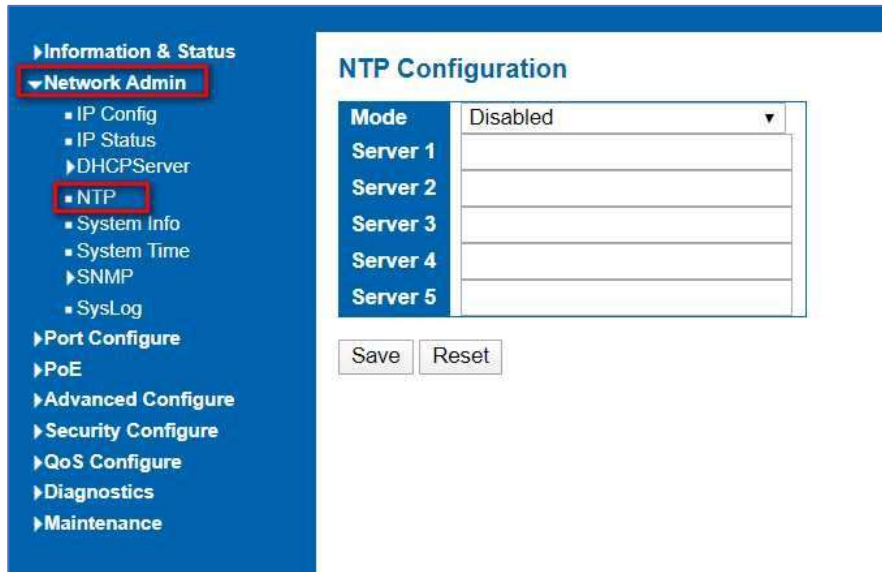 Information & Status
Network Admin
IP Config
IP Status
DHCPServer
NTP
System Info
System Time
SNMP
SysLog
Port Configure
PoE
Advanced Configure
Security Configure
QoS Configure
Diagnostics
Maintenance
NTP Configuration
Mode Disabled
Server 1
Server 2
Server 3
Server 4
Server 5
Save Reset